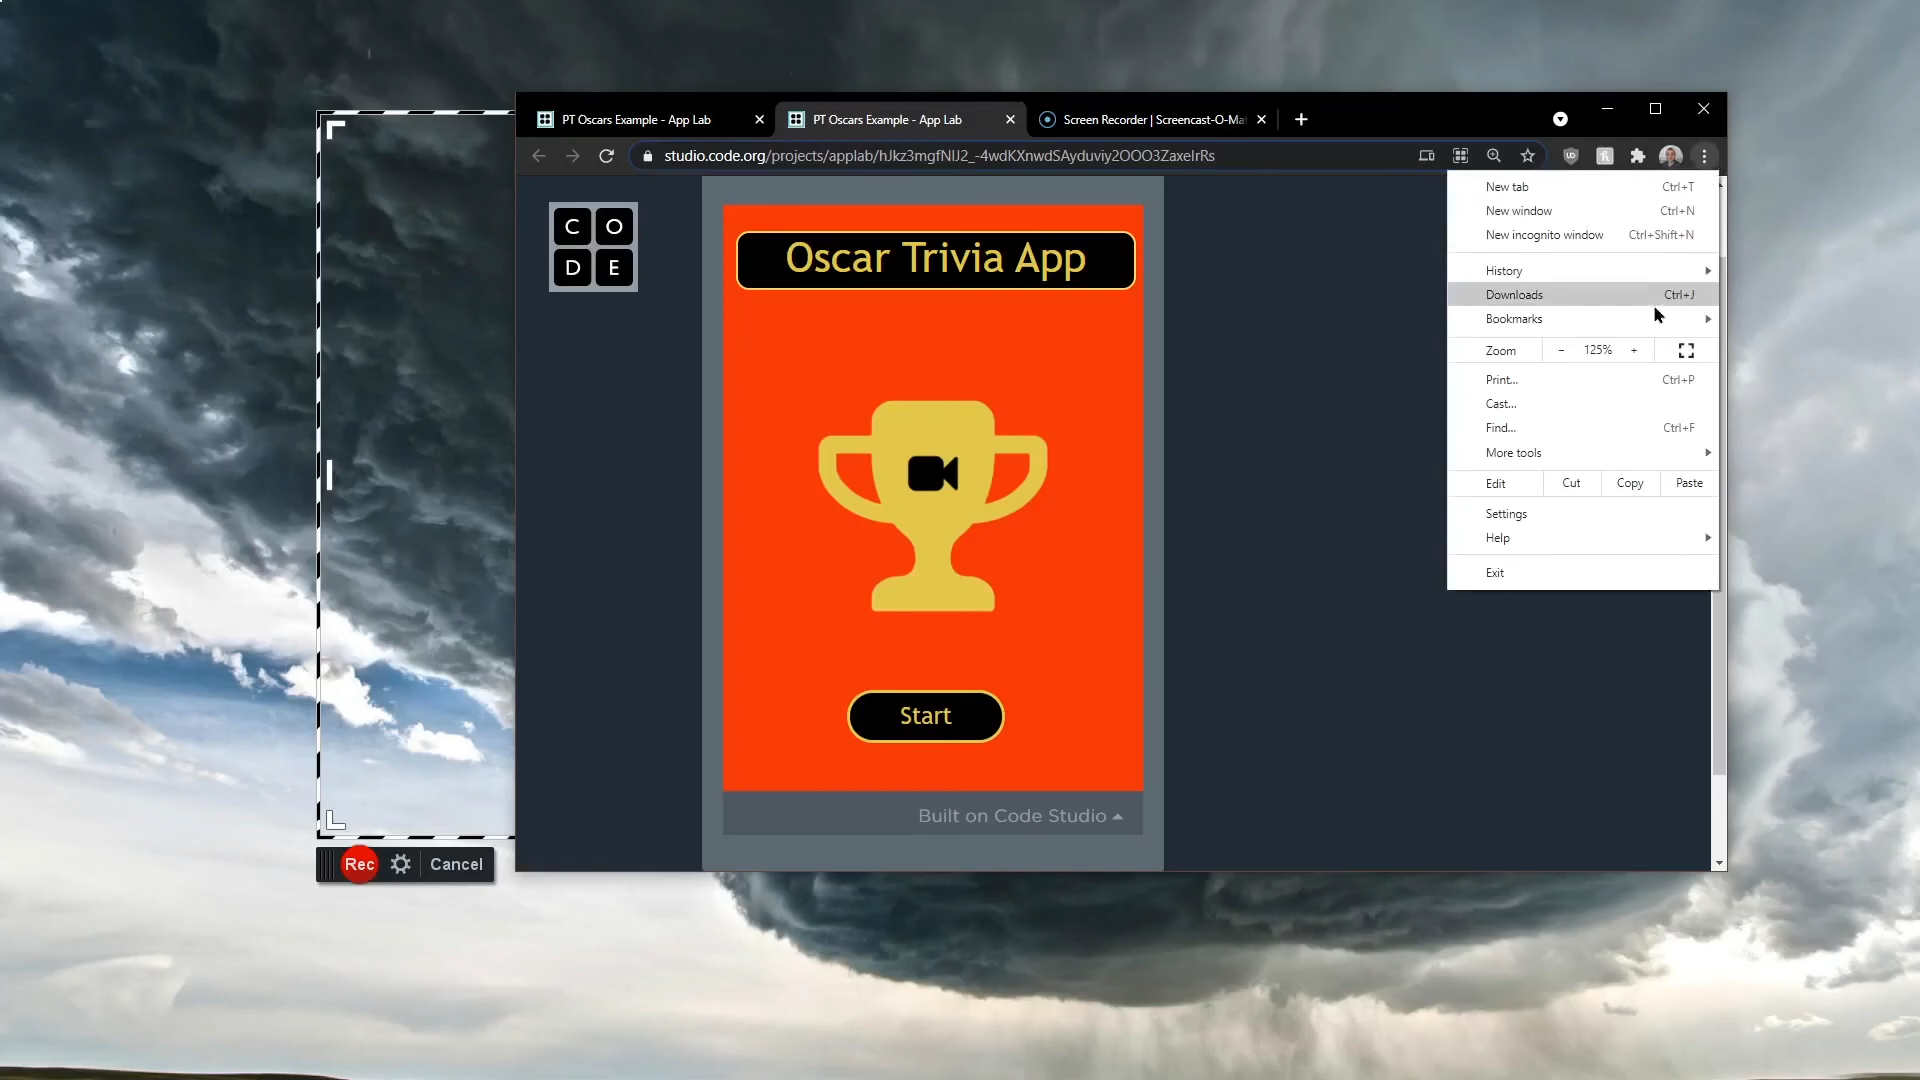 PT Oscars Example - App Lab
PT Oscars Example - App Lab
Screen Recorder | Screencast-O-Ma
studio.code.org/projects/applab/hJkz3mgfNIJ2_-4wdKXnwdSAyduviy2OOO3ZaxeIrRs
C O
D E
Oscar Trivia App
Start
Built on Code Studio
New tab Ctrl+T
New window Ctrl+N
New incognito window Ctrl+Shift+N
History
Downloads Ctrl+J
Bookmarks
Zoom - 125% +
Print... Ctrl+P
Cast...
Find... Ctrl+F
More tools
Edit Cut Copy Paste
Settings
Help
Exit
Rec Cancel